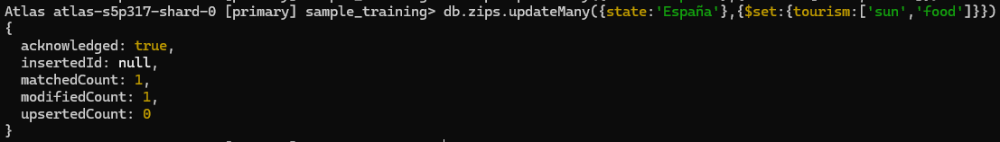 Atlas atlas-s5p317-shard-0 [primary] sample_training> db.zips.updateMany({state:'España'},{$set:{tourism:['sun','food']}})
{
  acknowledged: true,
  insertedId: null,
  matchedCount: 1,
  modifiedCount: 1,
  upsertedCount: 0
}